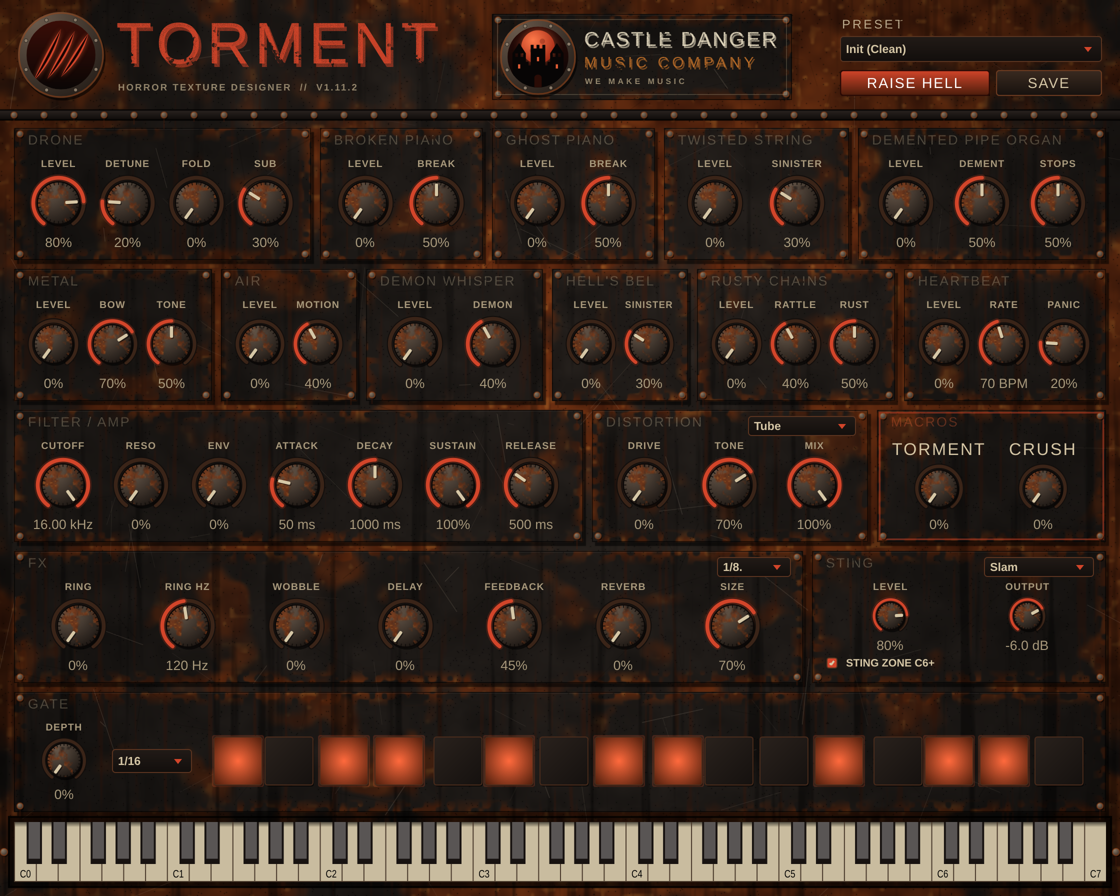 TORMENT
HORROR TEXTURE DESIGNER // V1.11.2
CASTLE DANGER
MUSIC COMPANY
WE MAKE MUSIC
PRESET
Init (Clean)
RAISE HELL SAVE
DRONE
LEVEL DETUNE FOLD SUB
80% 20% 0% 30%
BROKEN PIANO
LEVEL BREAK
0% 50%
GHOST PIANO
LEVEL BREAK
0% 50%
TWISTED STRING
LEVEL SINISTER
0% 30%
DEMENTED PIPE ORGAN
LEVEL DEMENT STOPS
0% 50% 50%
METAL
LEVEL BOW TONE
0% 70% 50%
AIR
LEVEL MOTION
0% 40%
DEMON WHISPER
LEVEL DEMON
0% 40%
HELL'S BEL
LEVEL SINISTER
0% 30%
RUSTY CHAINS
LEVEL RATTLE RUST
0% 40% 50%
HEARTBEAT
LEVEL RATE PANIC
0% 70 BPM 20%
FILTER / AMP
CUTOFF RESO ENV ATTACK DECAY SUSTAIN RELEASE
16.00 kHz 0% 0% 50 ms 1000 ms 100% 500 ms
DISTORTION
Tube
DRIVE TONE MIX
0% 70% 100%
MACROS
TORMENT CRUSH
0% 0%
FX
1/8.
RING RING HZ WOBBLE DELAY FEEDBACK REVERB SIZE
0% 120 Hz 0% 0% 45% 0% 70%
STING
Slam
LEVEL OUTPUT
80% -6.0 dB
STING ZONE C6+
GATE
DEPTH
1/16
0%
C0 C1 C2 C3 C4 C5 C6 C7